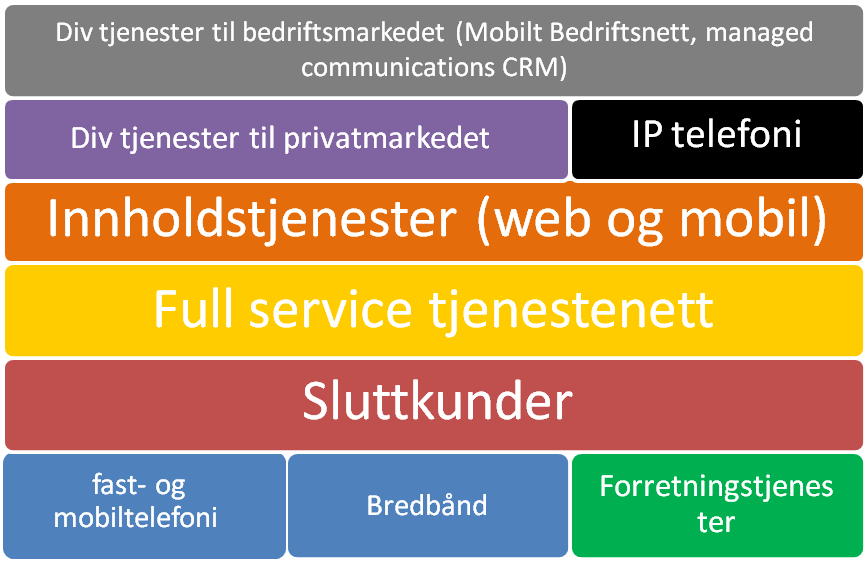 Div tjenester til bedriftsmarkedet (Mobilt Bedriftsnett, managed
communications CRM)
Div tjenester til privatmarkedet
IP telefoni
Innholdstjenester (web og mobil)
Full service tjenestenett
Sluttkunder
fast- og
mobiltelefoni
Bredbånd
Forretningstjenes
ter